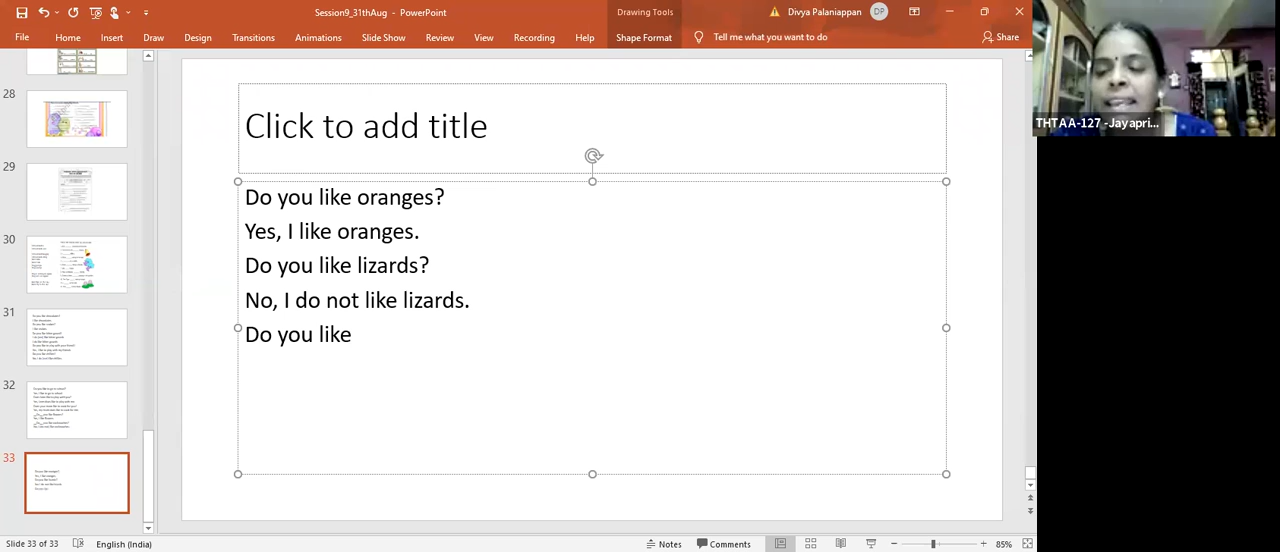 Session9_31thAug - PowerPoint
Drawing Tools
Divya Palaniappan
DP
File
Home
Insert
Draw
Design
Transitions
Animations
Slide Show
Review
View
Recording
Help
Shape Format
Tell me what you want to do
Share
28
29
30
31
32
33
Click to add title
Do you like oranges?
Yes, I like oranges.
Do you like lizards?
No, I do not like lizards.
Do you like
THTAA-127 -Jayapri...
Slide 33 of 33
English (India)
Notes
Comments
85%